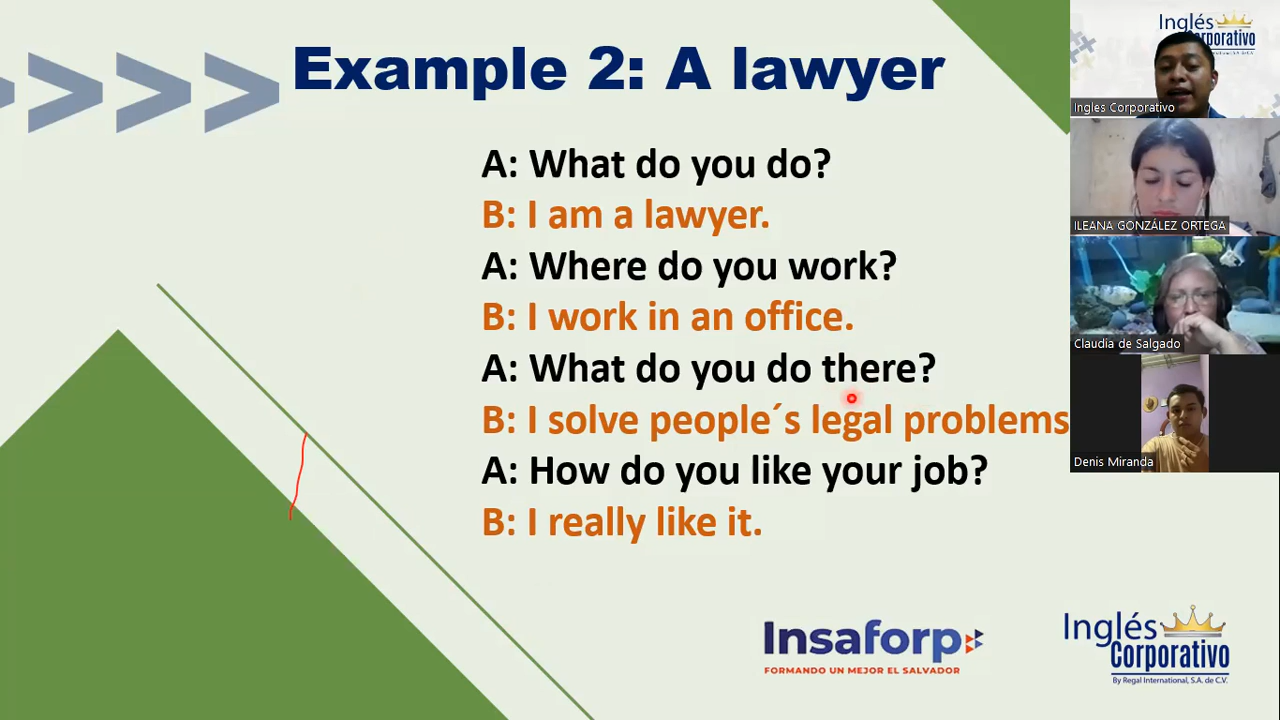 Example 2: A lawyer
A: What do you do?
B: I am a lawyer.
A: Where do you work?
B: I work in an office.
A: What do you do there?
B: I solve people´s legal problems
A: How do you like your job?
B: I really like it.
Insaforp
FORMANDO UN MEJOR EL SALVADOR
Inglés
Corporativo
By Regal International, S.A. de C.V.
Inglés
Corporativo
Ingles Corporativo
ILEANA GONZÁLEZ ORTEGA
Claudia de Salgado
Denis Miranda